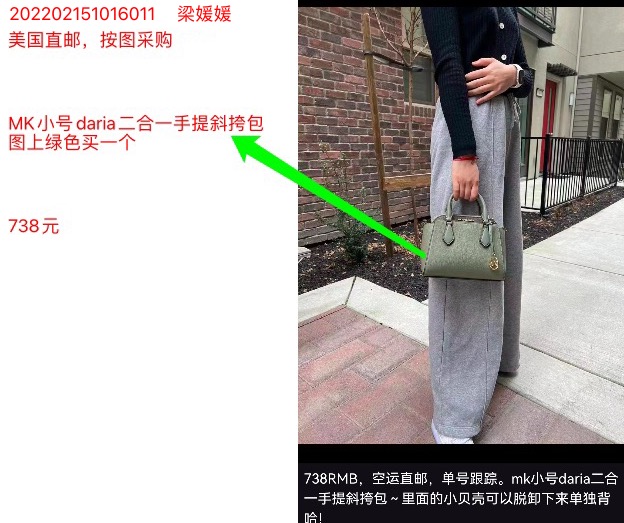 202202151016011 梁媛媛
美国直邮，按图采购
MK小号daria二合一手提斜挎包
图上绿色买一个
738元
738RMB，空运直邮，单号跟踪。mk小号daria二合
一手提斜挎包~里面的小贝壳可以脱卸下来单独背
哈！